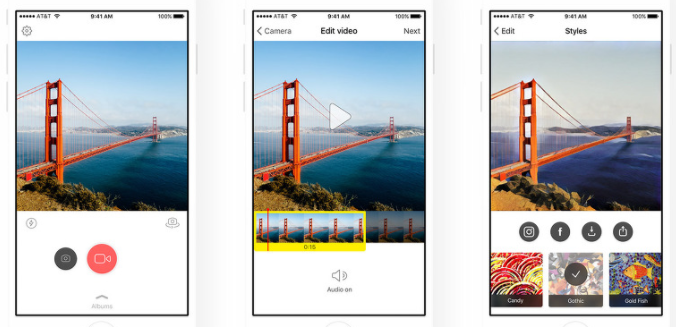 AT&T 9:41 AM 100%
Albums
AT&T 9:41 AM 100%
Camera Edit video Next
0:15
Audio on
AT&T 9:41 AM 100%
Edit Styles
f
Candy Gothic Gold Fish